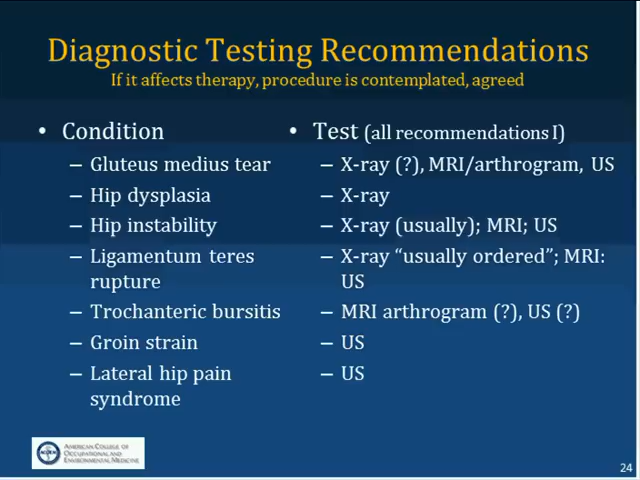 Diagnostic Testing Recommendations
If it affects therapy, procedure is contemplated, agreed
• Condition
– Gluteus medius tear
– Hip dysplasia
– Hip instability
– Ligamentum teres
rupture
– Trochanteric bursitis
– Groin strain
– Lateral hip pain
syndrome
• Test (all recommendations I)
– X-ray (?), MRI/arthrogram, US
– X-ray
– X-ray (usually); MRI; US
– X-ray “usually ordered”; MRI:
US
– MRI arthrogram (?), US (?)
– US
– US
American College of
Occupational and
Environmental Medicine
24